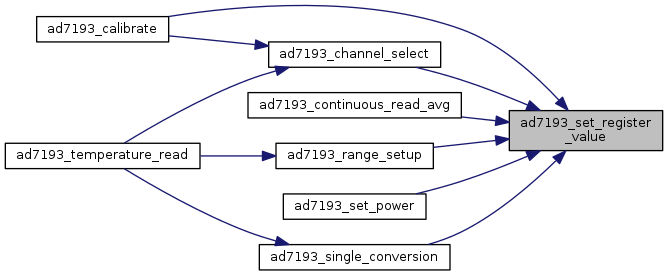 ad7193_calibrate
ad7193_channel_select
ad7193_continuous_read_avg
ad7193_set_register
_value
ad7193_temperature_read
ad7193_range_setup
ad7193_set_power
ad7193_single_conversion